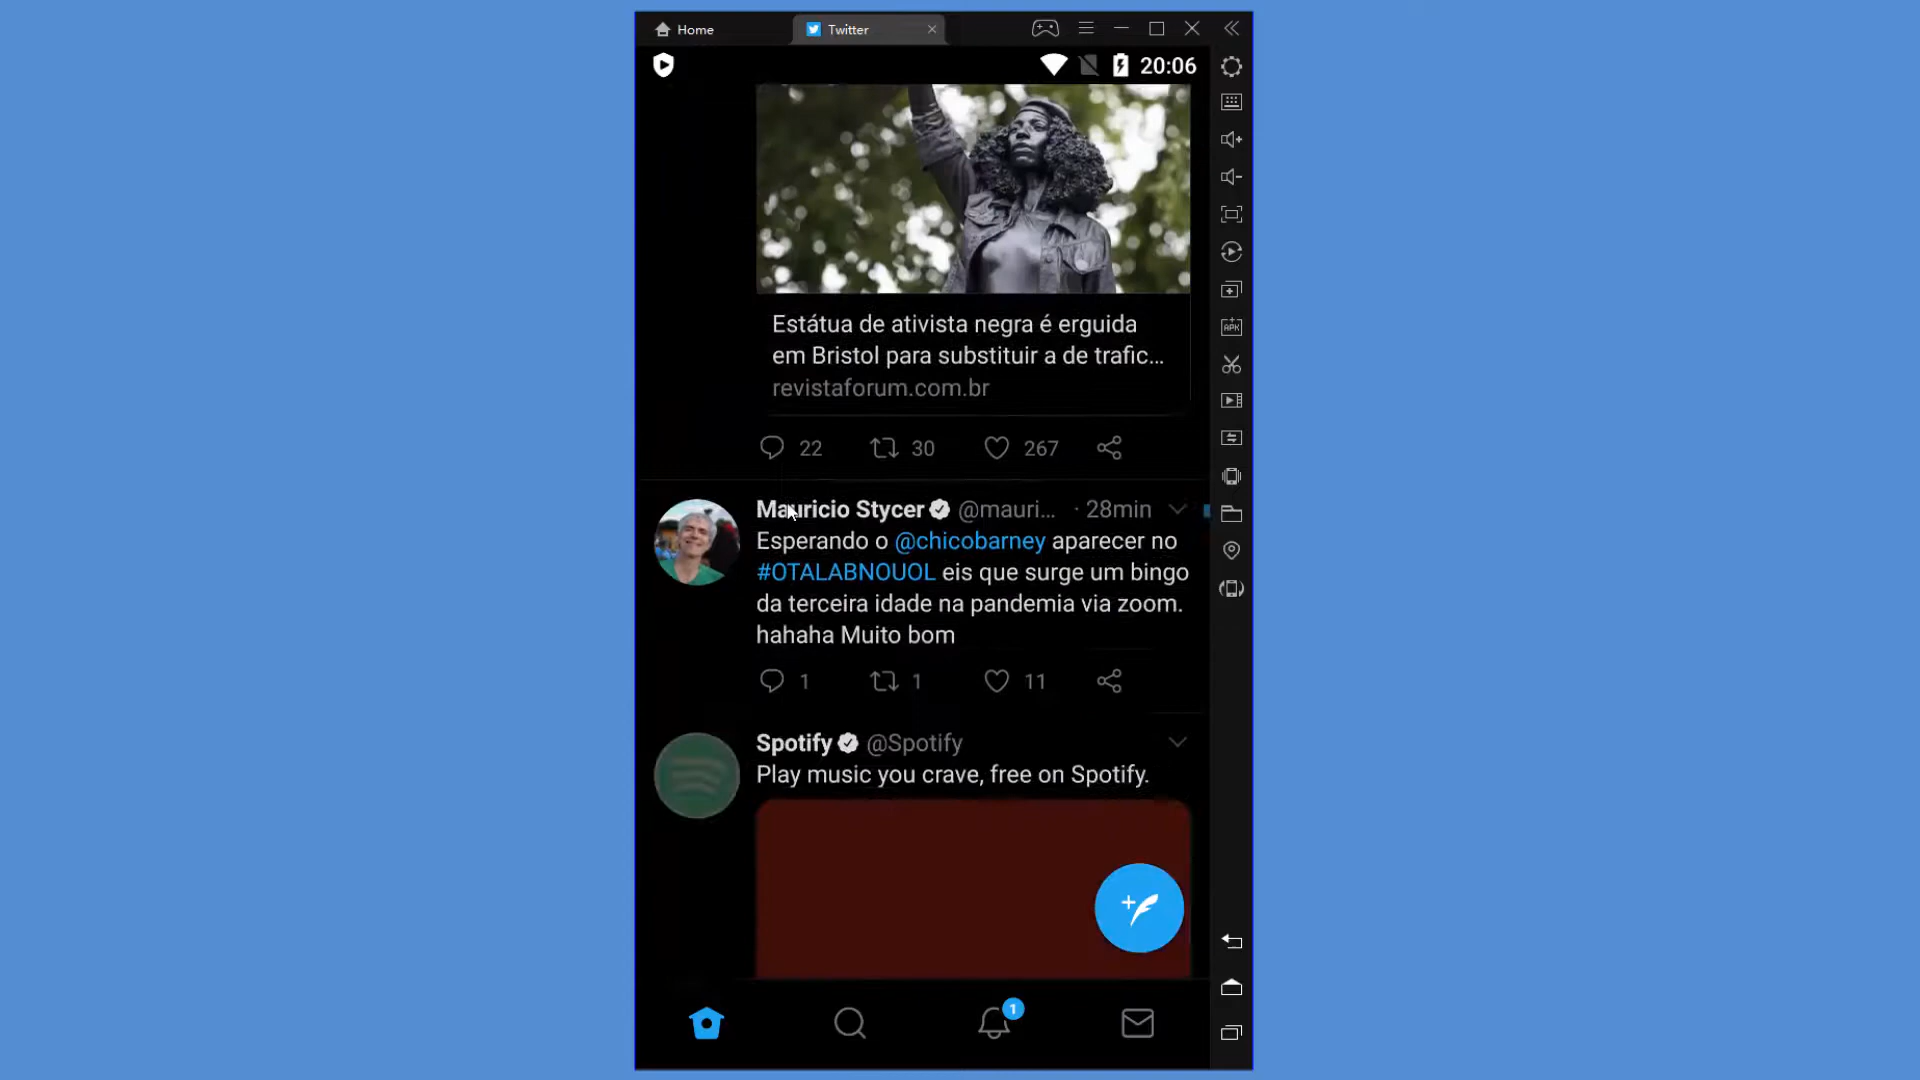 Home
Twitter
20:06
Estátua de ativista negra é erguida
em Bristol para substituir a de trafic...
revistaforum.com.br
22 30 267
Mauricio Stycer @mauri... · 28min
Esperando o @chicobarney aparecer no
#OTALABNOUOL eis que surge um bingo
da terceira idade na pandemia via zoom.
hahaha Muito bom
1 1 11
Spotify @Spotify
Play music you crave, free on Spotify.
1
APK